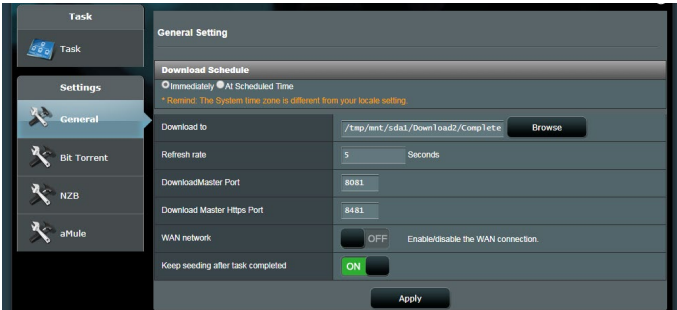 Task
Task
Settings
General
Bit Torrent
NZB
aMule
General Setting
Download Schedule
Immediately At Scheduled Time
* Remind: The System time zone is different from your locale setting.
Download to /tmp/mnt/sda1/Download2/Complete Browse
Refresh rate 5 Seconds
DownloadMaster Port 8081
Download Master Https Port 8481
WAN network OFF Enable/disable the WAN connection.
Keep seeding after task completed ON
Apply